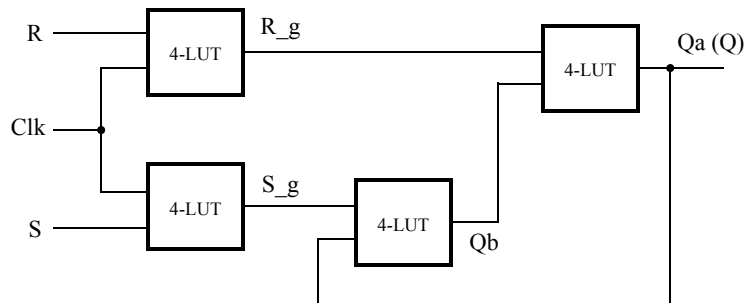 R
4-LUT
R_g
4-LUT
Qa (Q)
Clk
4-LUT
S_g
4-LUT
S
Qb